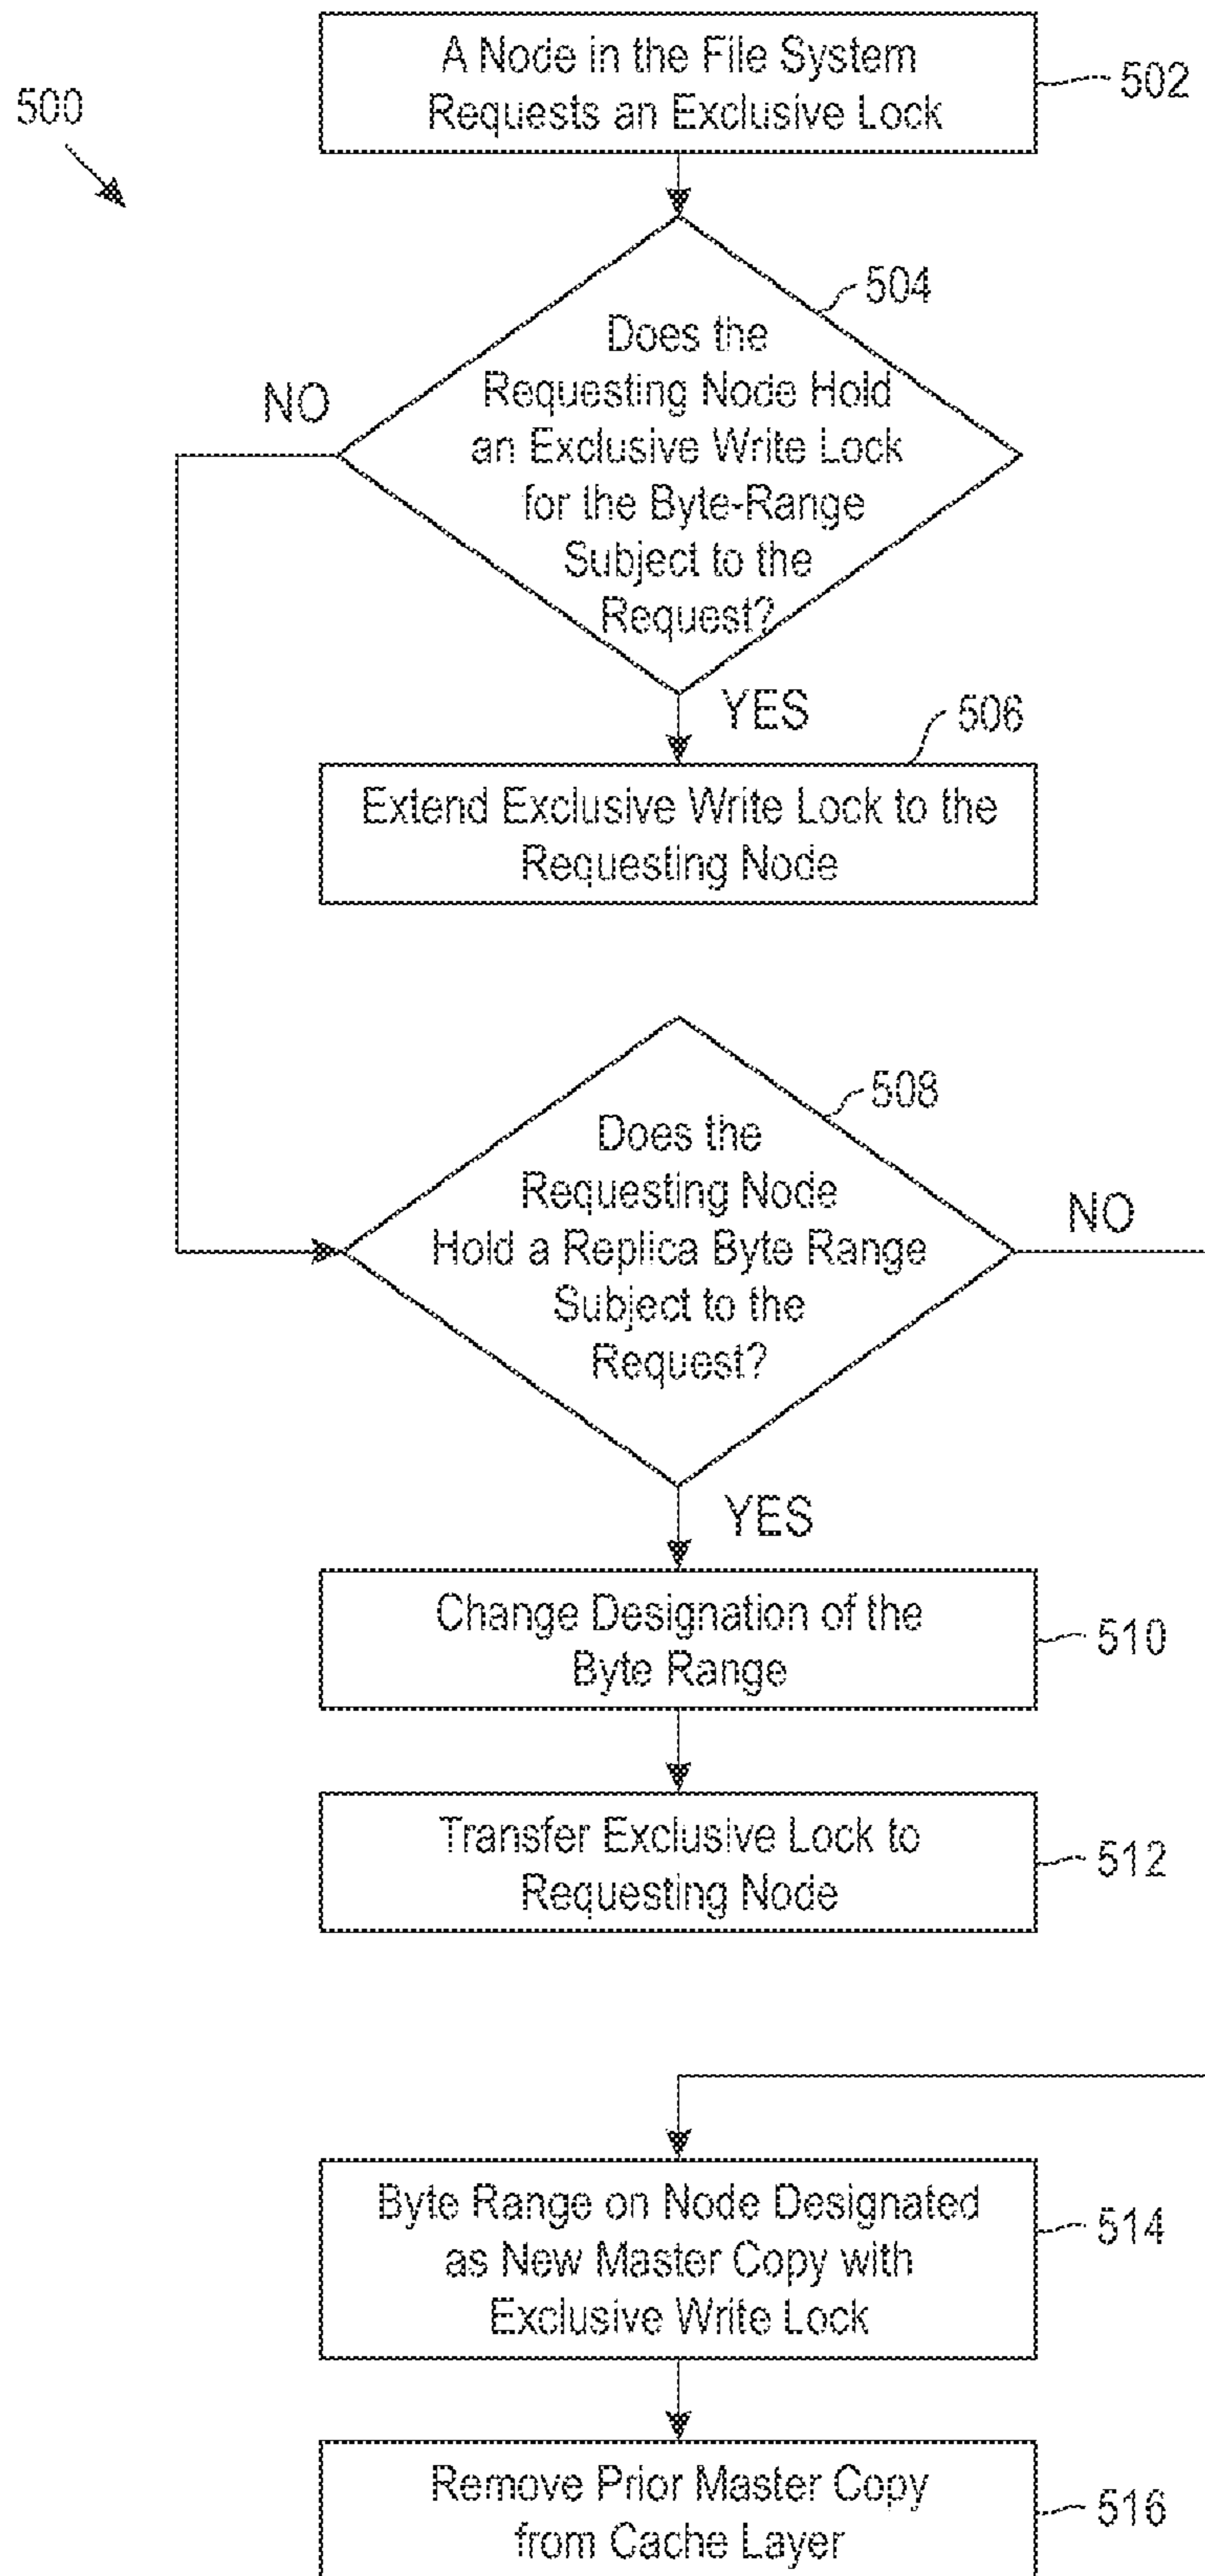 500
A Node in the File System
Requests an Exclusive Lock
502
504
Does the
Requesting Node Hold
an Exclusive Write Lock
for the Byte-Range
Subject to the
Request?
NO
YES
506
Extend Exclusive Write Lock to the
Requesting Node
508
Does the
Requesting Node
Hold a Replica Byte Range
Subject to the
Request?
NO
YES
Change Designation of the
Byte Range
510
Transfer Exclusive Lock to
Requesting Node
512
Byte Range on Node Designated
as New Master Copy with
Exclusive Write Lock
514
Remove Prior Master Copy
from Cache Layer
516